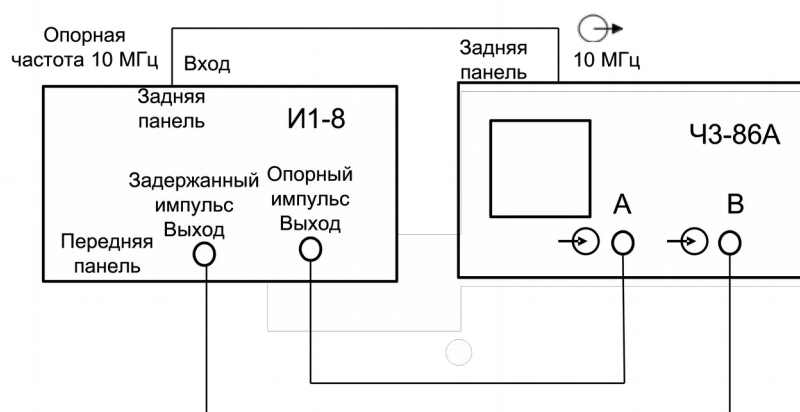 Опорная
частота 10 МГц
Вход
Задняя
панель
10 МГц
Задняя
панель
И1-8
Ч3-86А
Задержанный
импульс
Выход
Опорный
импульс
Выход
Передняя
панель
А
В